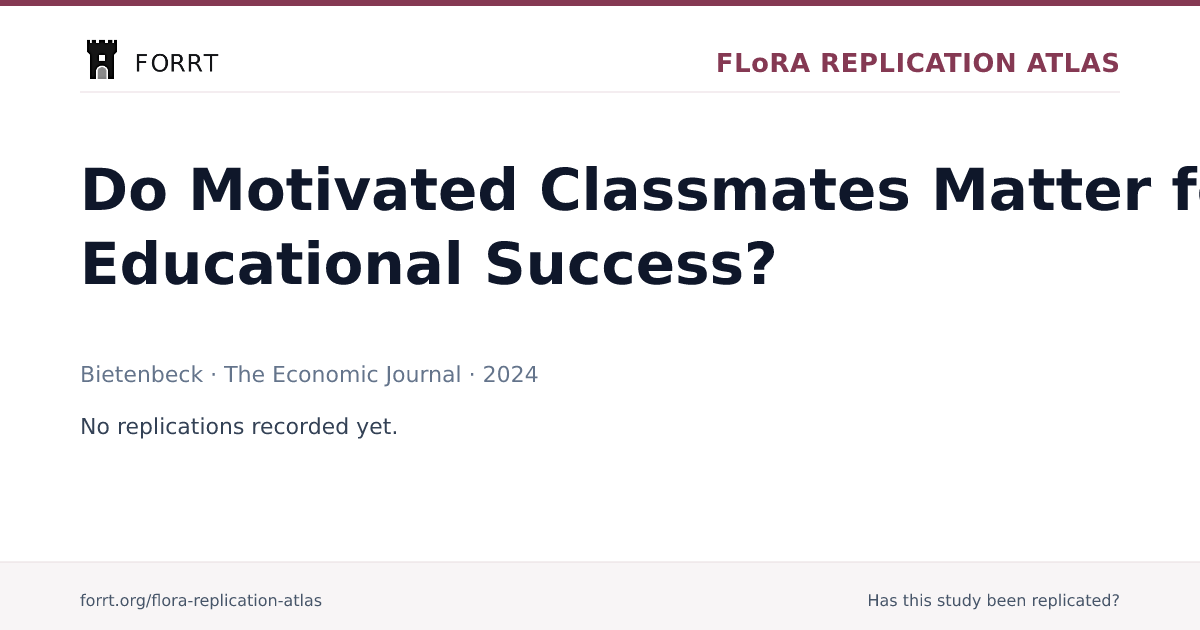 FORRT
FLoRA REPLICATION ATLAS
Do Motivated Classmates Matter
Educational Success?
Bietenbeck · The Economic Journal · 2024
No replications recorded yet.
forrt.org/flora-replication-atlas
Has this study been replicated?